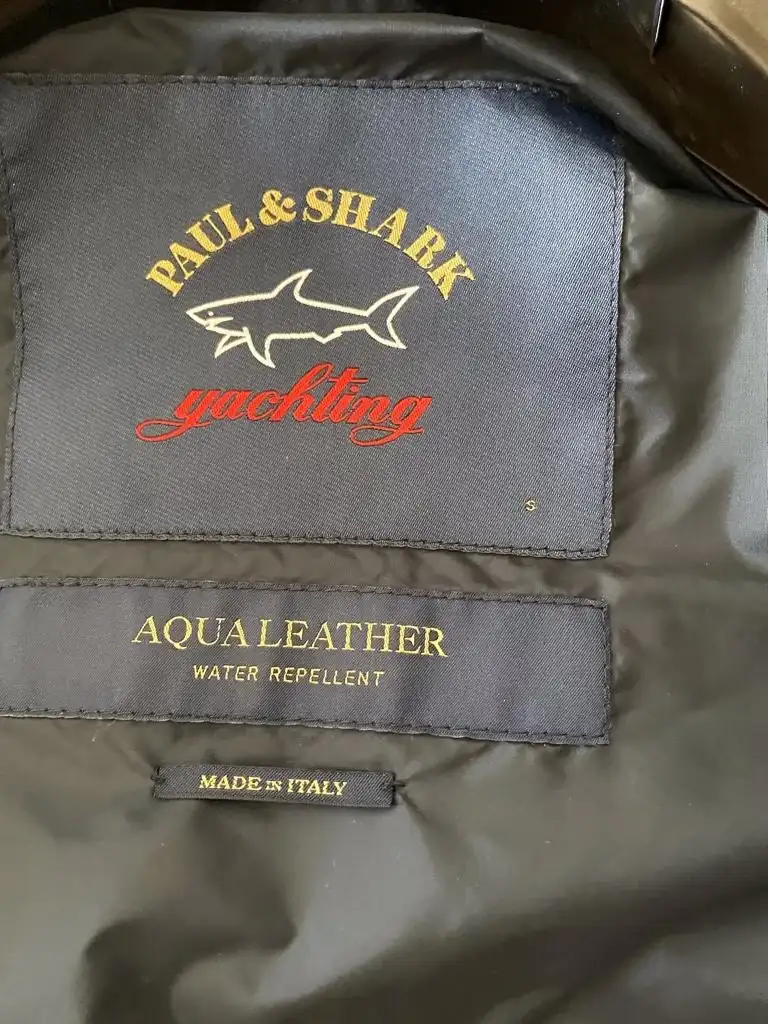 PAUL & SHARK
yachting
S
AQUA LEATHER
WATER REPELLENT
MADE IN ITALY